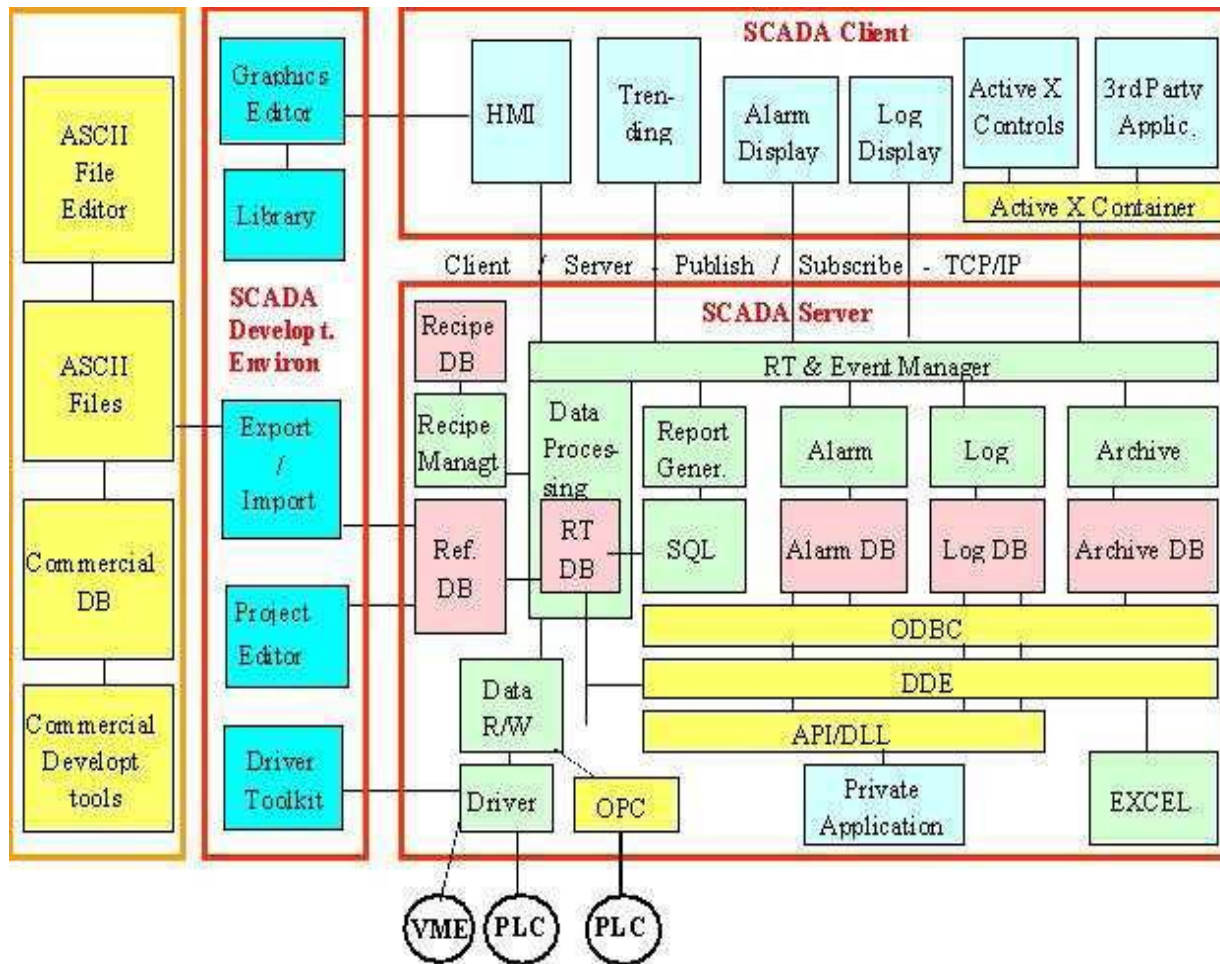 ASCII
File
Editor
ASCII
Files
Commercial
DB
Commercial
Developt
tools
Graphics
Editor
Library
SCADA
Develop t.
Environ
Export
/
Import
Project
Editor
Driver
Toolkit
SCADA Client
HMI
Tren-
ding
Alarm
Display
Log
Display
Active X
Controls
3rd Party
Applic.
Active X Container
Client / Server - Publish / Subscribe - TCP/IP
SCADA Server
Recipe
DB
RT & Event Manager
Recipe
Managt
Data
Proces-
sing
Report
Gener.
Alarm
Log
Archive
Ref.
DB
RT
DB
SQL
Alarm DB
Log DB
Archive DB
ODBC
DDE
API/DLL
Data
R/W
Driver
OPC
Private
Application
EXCEL
VME
PLC
PLC